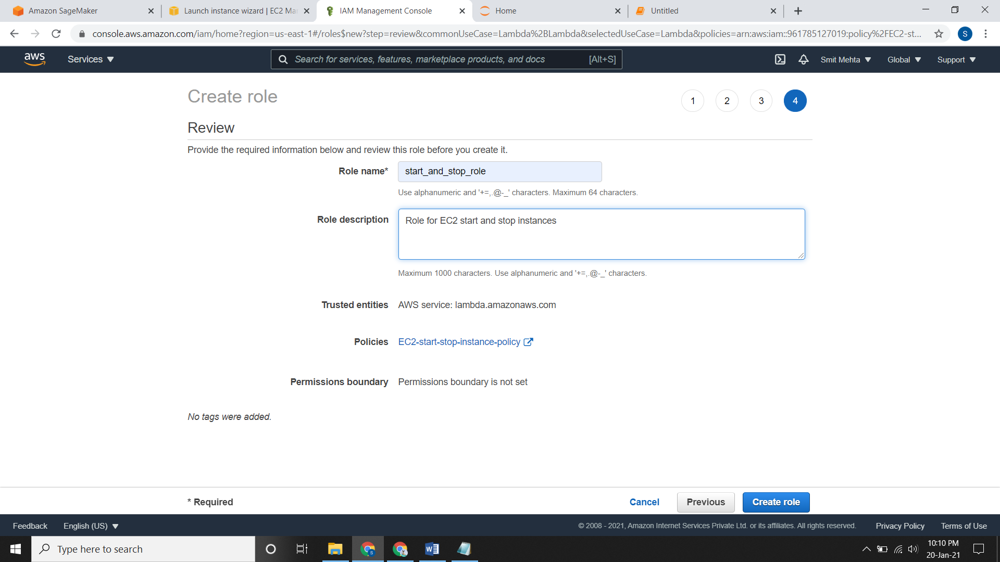 Amazon SageMaker
Launch instance wizard | EC2 Ma
IAM Management Console
Home
Untitled
console.aws.amazon.com/iam/home?region=us-east-1#/roles$new?step=review&commonUseCase=Lambda%2BLambda&selectedUseCase=Lambda&policies=arn:aws:iam::961785127019:policy%2FEC2-st...
S
aws
Services
Search for services, features, marketplace products, and docs
[Alt+S]
Smit Mehta
Global
Support
Create role
1
2
3
4
Review
Provide the required information below and review this role before you create it.
Role name*
start_and_stop_role
Use alphanumeric and '+=,.@-_' characters. Maximum 64 characters.
Role description
Role for EC2 start and stop instances
Maximum 1000 characters. Use alphanumeric and '+=,.@-_' characters.
Trusted entities
AWS service: lambda.amazonaws.com
Policies
EC2-start-stop-instance-policy
Permissions boundary
Permissions boundary is not set
No tags were added.
* Required
Cancel
Previous
Create role
Feedback
English (US)
© 2008 - 2021, Amazon Internet Services Private Ltd. or its affiliates. All rights reserved.
Privacy Policy
Terms of Use
Type here to search
10:10 PM
20-Jan-21